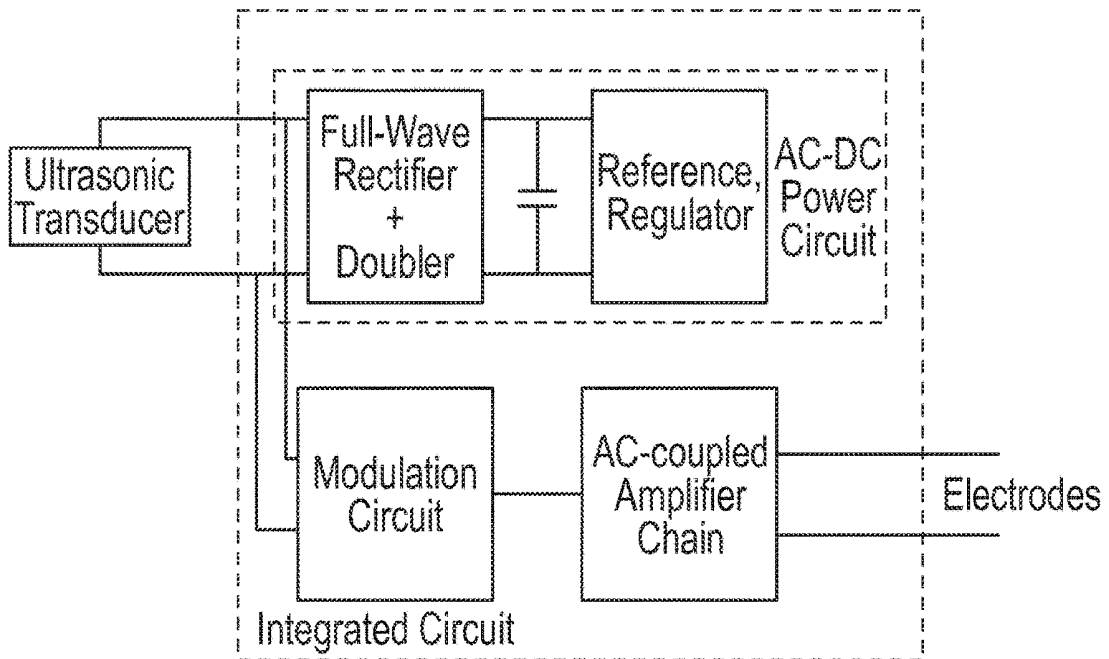 Ultrasonic
Transducer
Full-Wave
Rectifier
+
Doubler
Reference,
Regulator
AC-DC
Power
Circuit
Modulation
Circuit
AC-coupled
Amplifier
Chain
Electrodes
Integrated Circuit